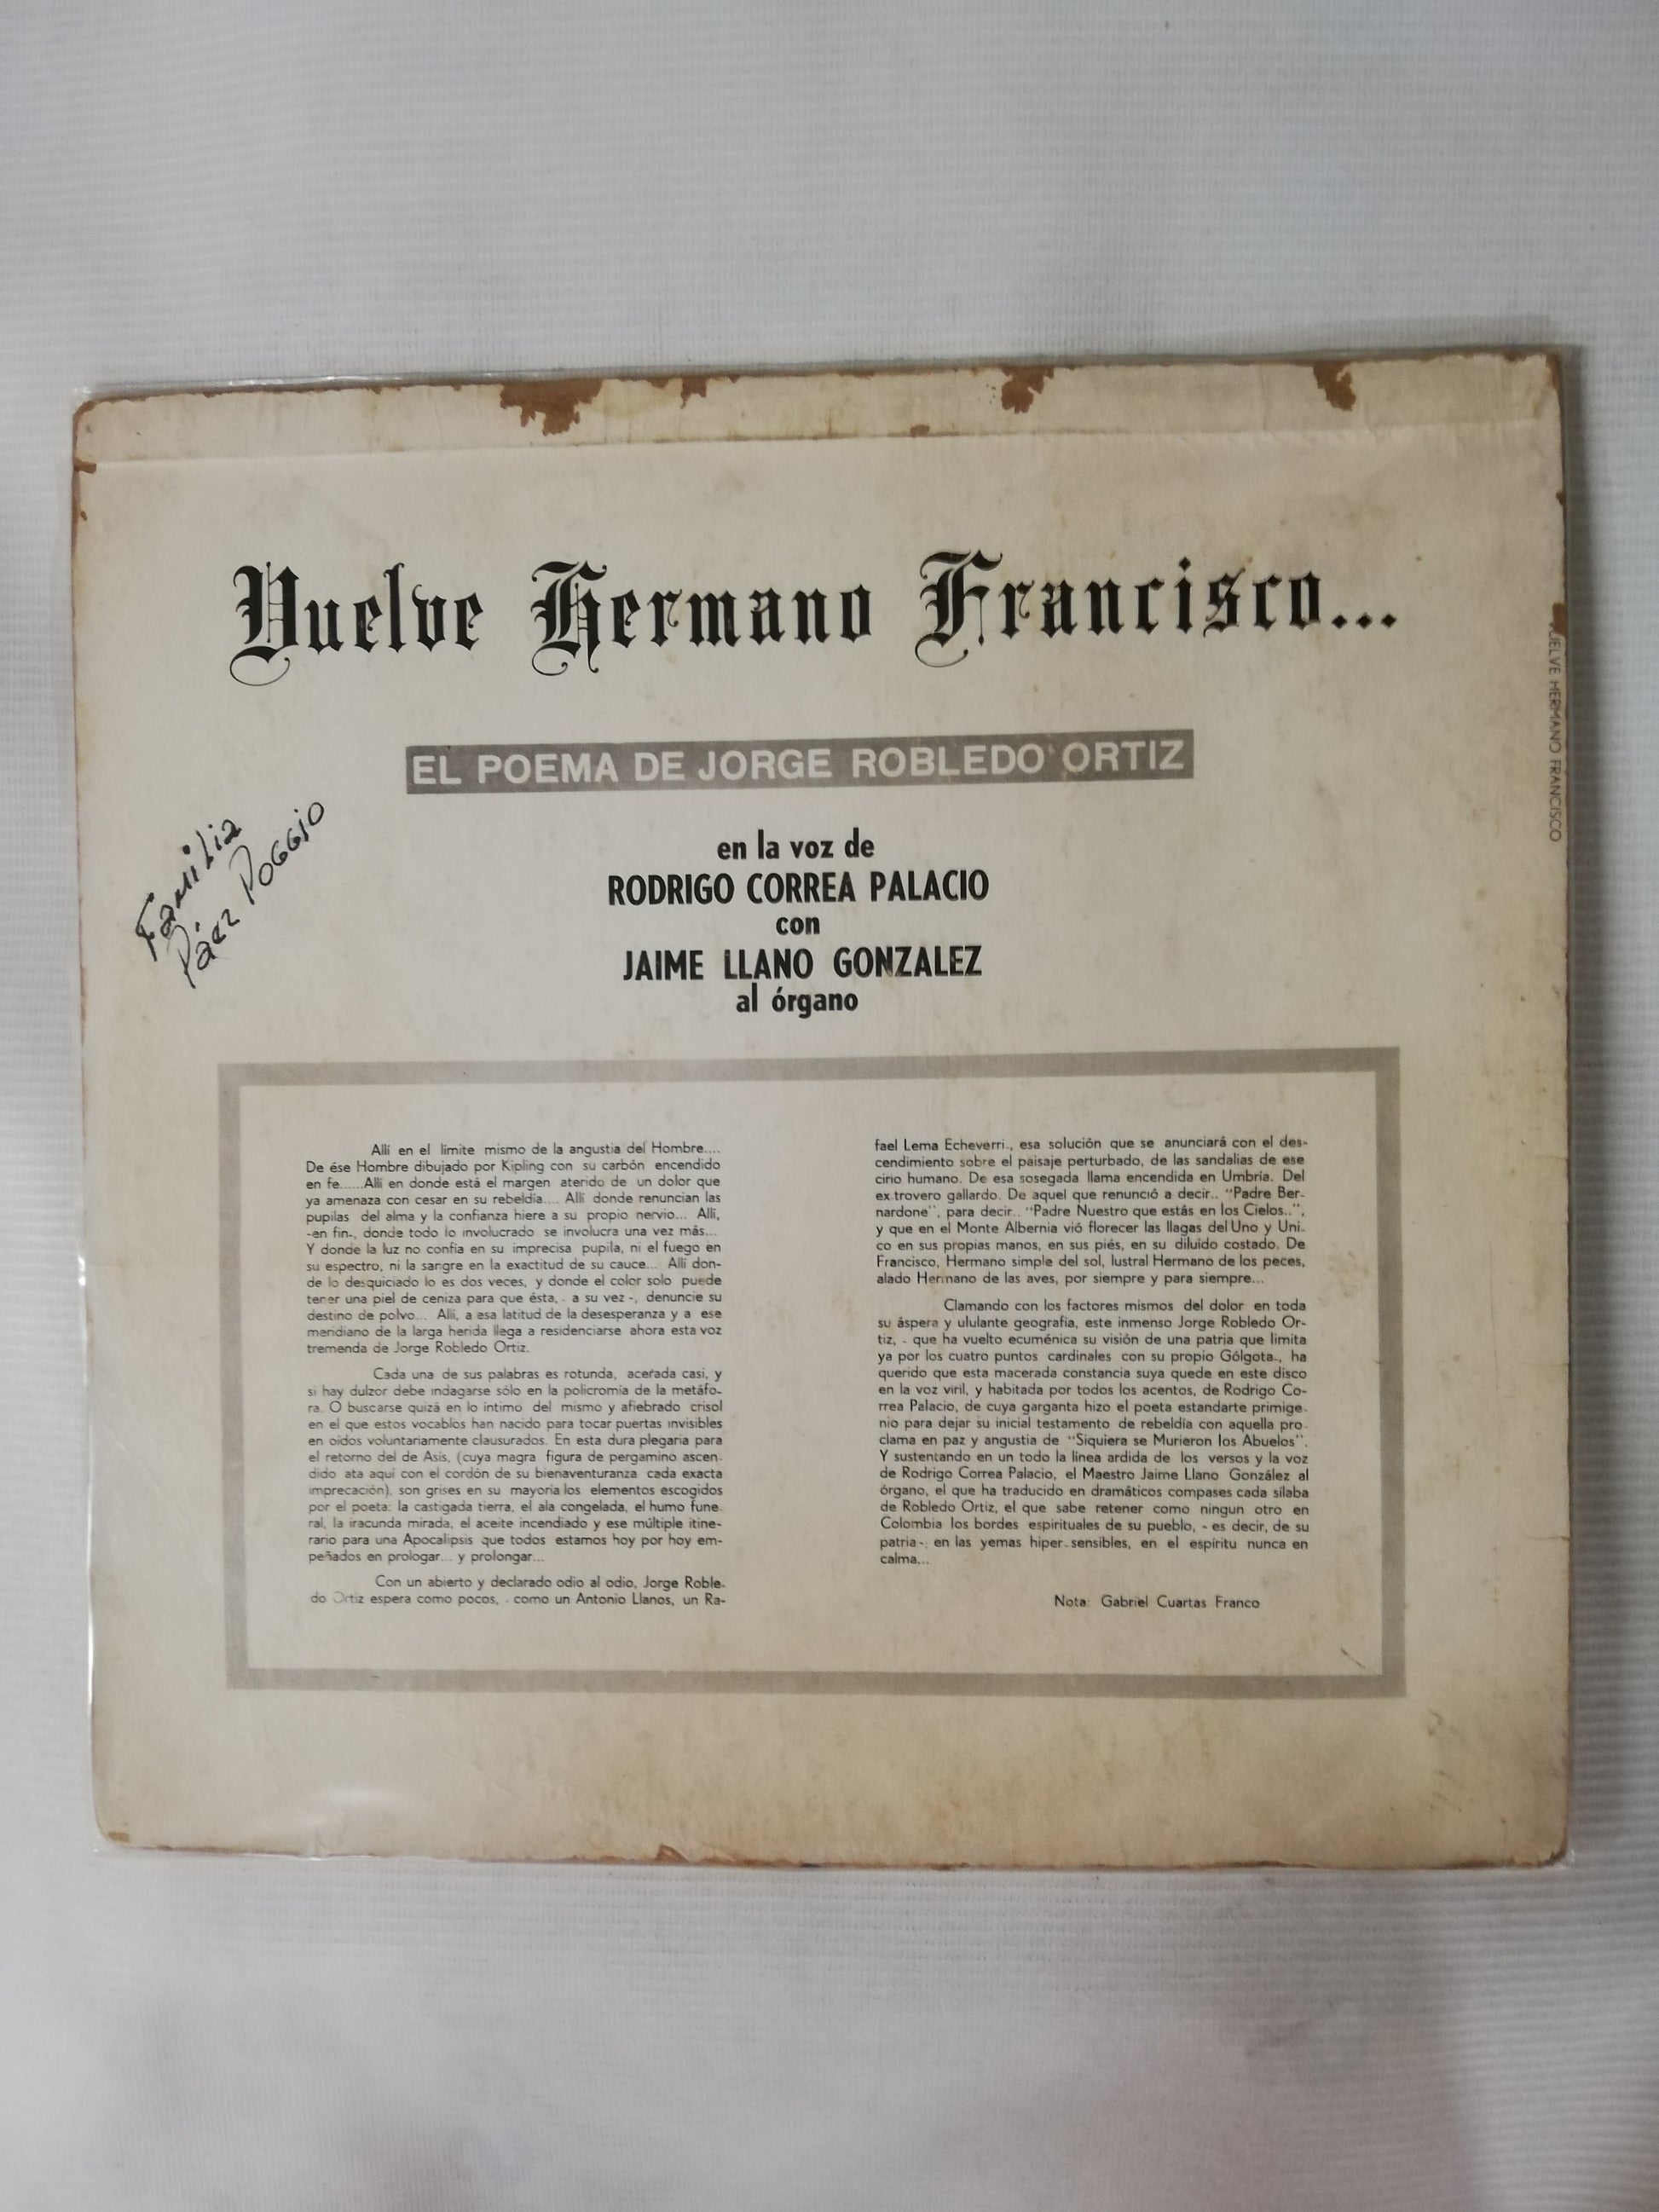 Vuelve Hermano Francisco...
EL POEMA DE JORGE ROBLEDO ORTIZ
en la voz de
RODRIGO CORREA PALACIO
con
JAIME LLANO GONZALEZ
al órgano
Familia
Páez Poggio
UELVE HERMANO FRANCISCO
Allí en el límite mismo de la angustia del Hombre....
De ése Hombre dibujado por Kipling con su carbón encendido
en fe......Allí en donde está el margen aterido de un dolor que
ya amenaza con cesar en su rebeldía.... Allí donde renuncian las
pupilas del alma y la confianza hiere a su propio nervio... Allí,
-en fin-, donde todo lo involucrado se involucra una vez más...
Y donde la luz no confía en su imprecisa pupila, ni el fuego en
su espectro, ni la sangre en la exactitud de su cauce... Allí don-
de lo desquiciado lo es dos veces, y donde el color solo puede
tener una piel de ceniza para que ésta, - a su vez -, denuncie su
destino de polvo... Allí, a esa latitud de la desesperanza y a ese
meridiano de la larga herida llega a residenciarse ahora esta voz
tremenda de Jorge Robledo Ortiz.
Cada una de sus palabras es rotunda, acerada casi, y
si hay dulzor debe indagarse sólo en la policromía de la metáfo-
ra. O buscarse quizá en lo íntimo del mismo y afiebrado crisol
en el que estos vocablos han nacido para tocar puertas invisibles
en oídos voluntariamente clausurados. En esta dura plegaria para
el retorno del de Asís, (cuya magra figura de pergamino ascen-
dido ata aquí con el cordón de su bienaventuranza cada exacta
imprecación), son grises en su mayoría los elementos escogidos
por el poeta: la castigada tierra, el ala congelada, el humo fune-
ral, la iracunda mirada, el aceite incendiado y ese múltiple itine-
rario para una Apocalipsis que todos estamos hoy por hoy em-
peñados en prologar... y prolongar...
Con un abierto y declarado odio al odio, Jorge Roble-
do Ortiz espera como pocos, - como un Antonio Llanos, un Ra-
fael Lema Echeverri-, esa solución que se anunciará con el des-
cendimiento sobre el paisaje perturbado, de las sandalias de ese
cirio humano. De esa sosegada llama encendida en Umbría. Del
ex-trovero gallardo. De aquel que renunció a decir.. "Padre Ber-
nardone", para decir.. "Padre Nuestro que estás en los Cielos..",
y que en el Monte Albernia vió florecer las llagas del Uno y Uni-
co en sus propias manos, en sus piés, en su diluído costado. De
Francisco, Hermano simple del sol, lustral Hermano de los peces,
alado Hermano de las aves, por siempre y para siempre...
Clamando con los factores mismos del dolor en toda
su áspera y ululante geografía, este inmenso Jorge Robledo Or-
tiz, - que ha vuelto ecuménica su visión de una patria que limita
ya por los cuatro puntos cardinales con su propio Gólgota-, ha
querido que esta macerada constancia suya quede en este disco
en la voz viril, y habitada por todos los acentos, de Rodrigo Co-
rrea Palacio, de cuya garganta hizo el poeta estandarte primige-
nio para dejar su inicial testamento de rebeldía con aquella pro-
clama en paz y angustia de "Siquiera se Murieron los Abuelos".
Y sustentando en un todo la línea ardida de los versos y la voz
de Rodrigo Correa Palacio, el Maestro Jaime Llano González al
órgano, el que ha traducido en dramáticos compases cada sílaba
de Robledo Ortiz, el que sabe retener como ningun otro en
Colombia los bordes espirituales de su pueblo, - es decir, de su
patria-, en las yemas hiper-sensibles, en el espíritu nunca en
calma...
Nota: Gabriel Cuartas Franco